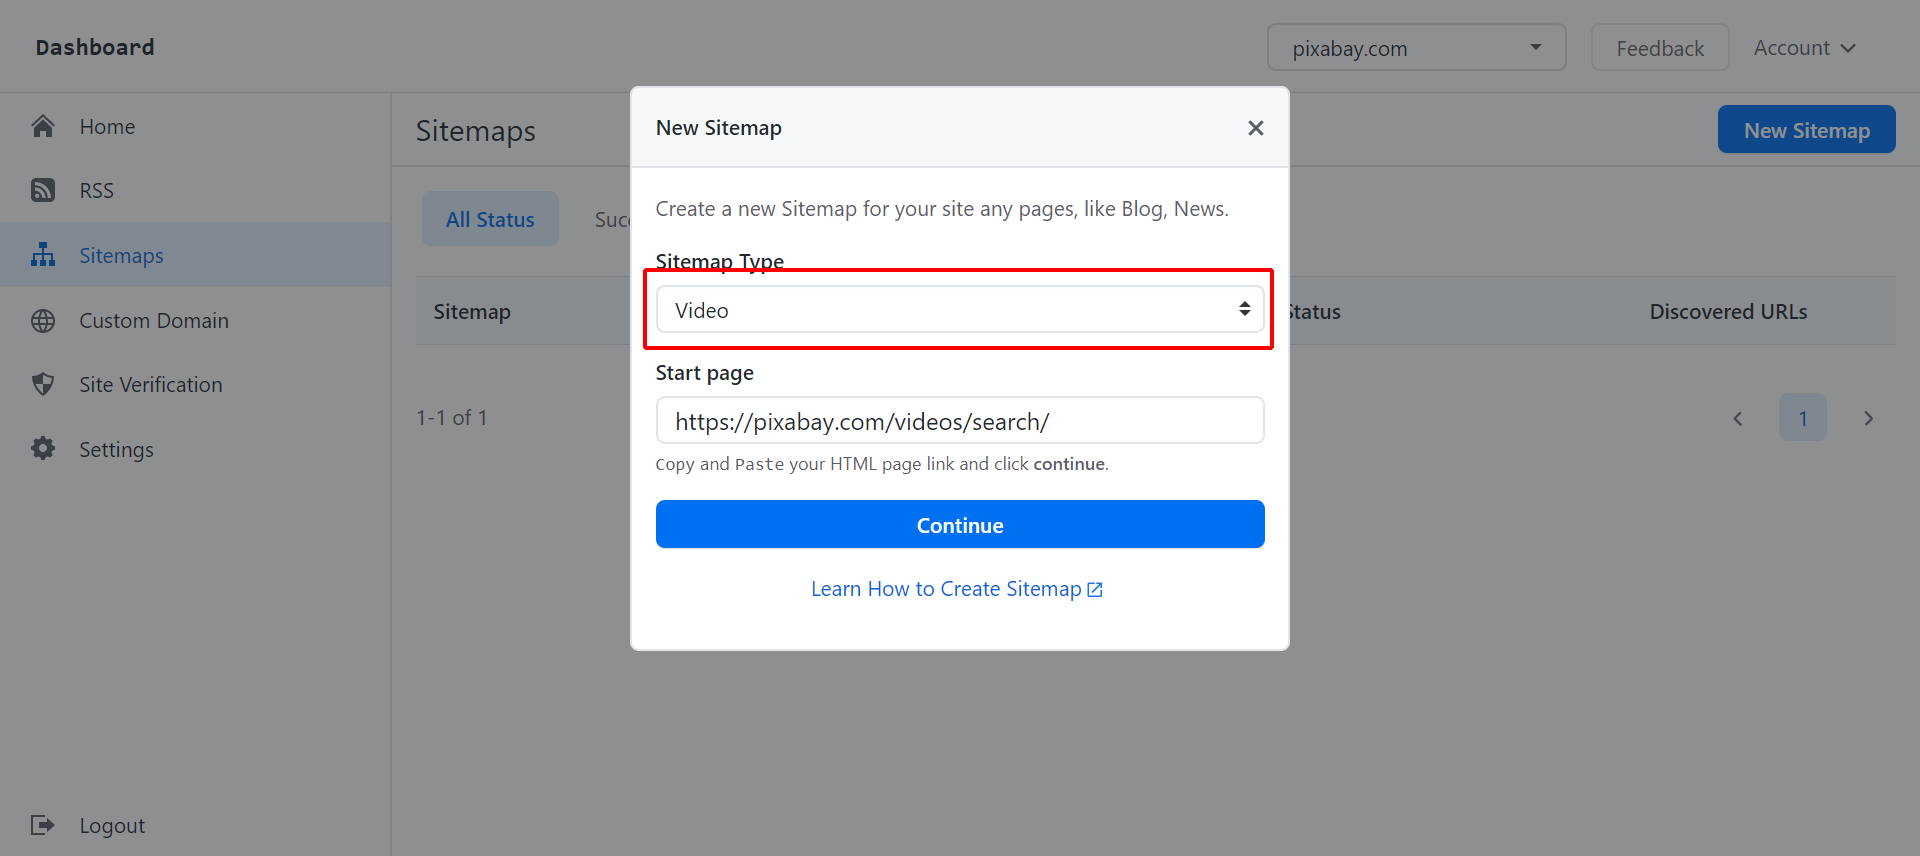 Dashboard
pixabay.com
Feedback
Account
Home
RSS
Sitemaps
Custom Domain
Site Verification
Settings
Logout
Sitemaps
New Sitemap
All Status
Sitemap
Status
Discovered URLs
1-1 of 1
1
New Sitemap
Create a new Sitemap for your site any pages, like Blog, News.
Sitemap Type
Video
Start page
https://pixabay.com/videos/search/
Copy and Paste your HTML page link and click continue.
Continue
Learn How to Create Sitemap